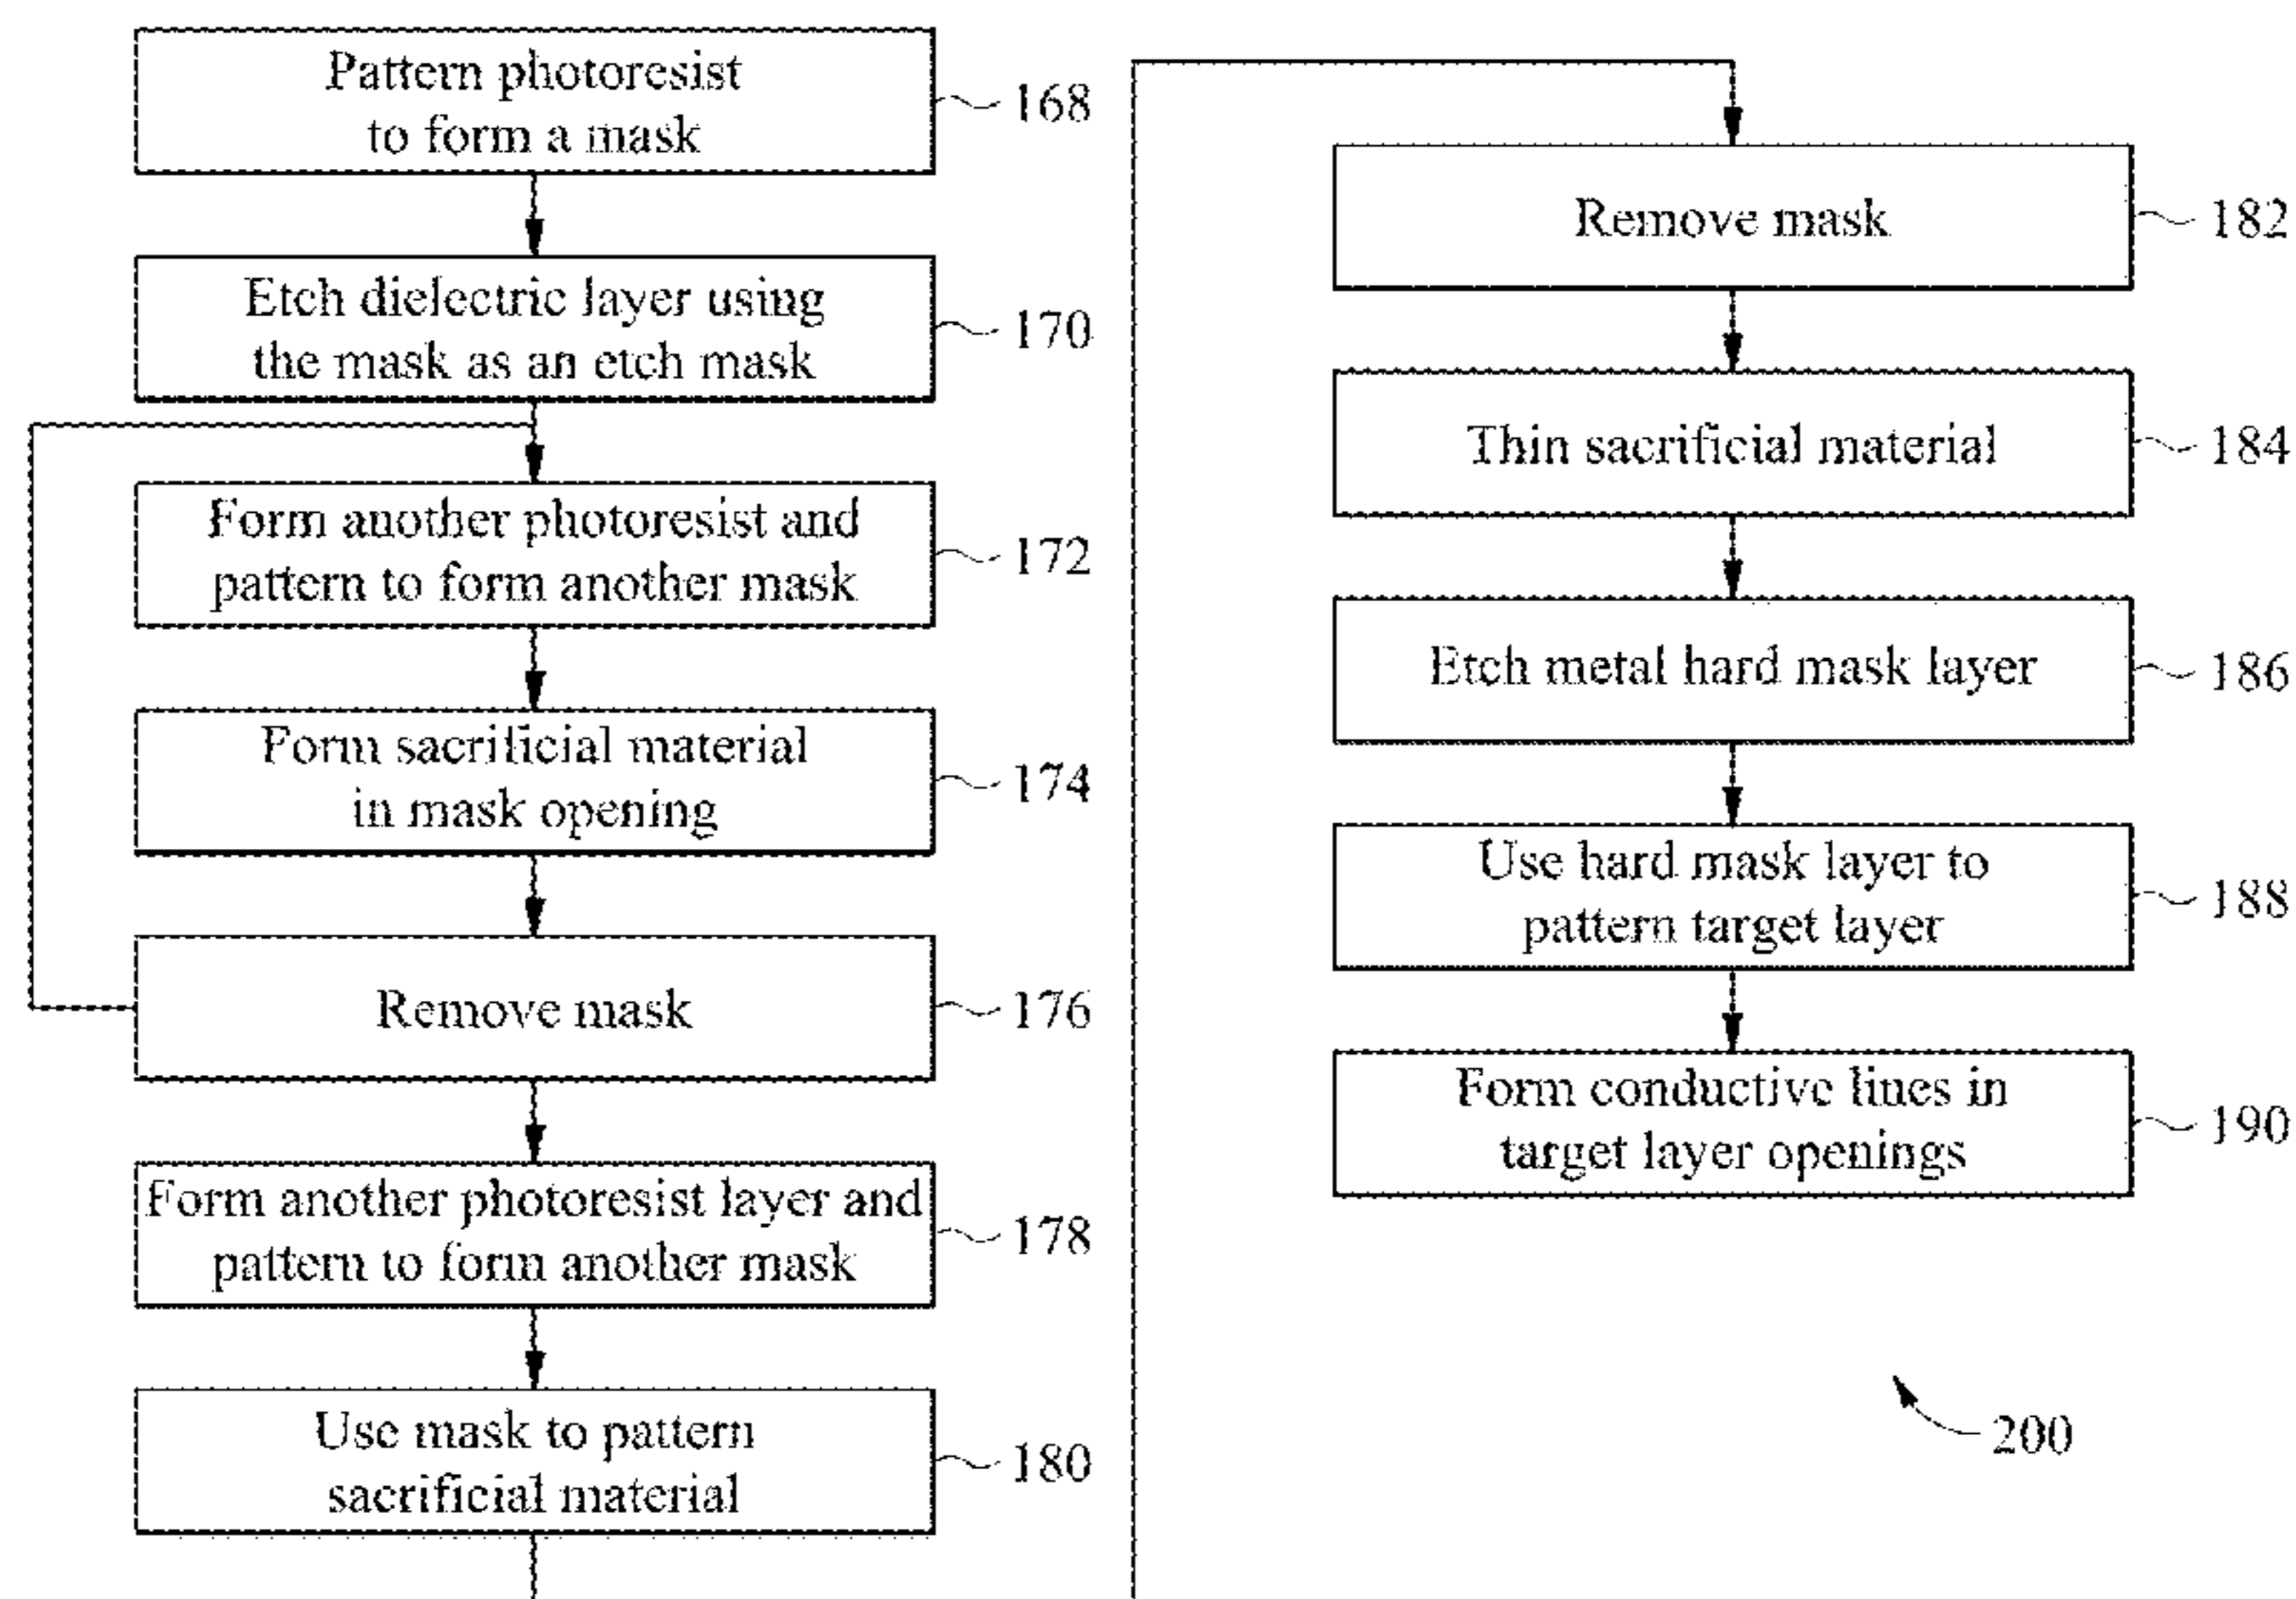 Pattern photoresist
to form a mask
168
Etch dielectric layer using
the mask as an etch mask
170
Form another photoresist and
pattern to form another mask
172
Form sacrificial material
in mask opening
174
Remove mask
176
Form another photoresist layer and
pattern to form another mask
178
Use mask to pattern
sacrificial material
180
Remove mask
182
Thin sacrificial material
184
Etch metal hard mask layer
186
Use hard mask layer to
pattern target layer
188
Form conductive lines in
target layer openings
190
200